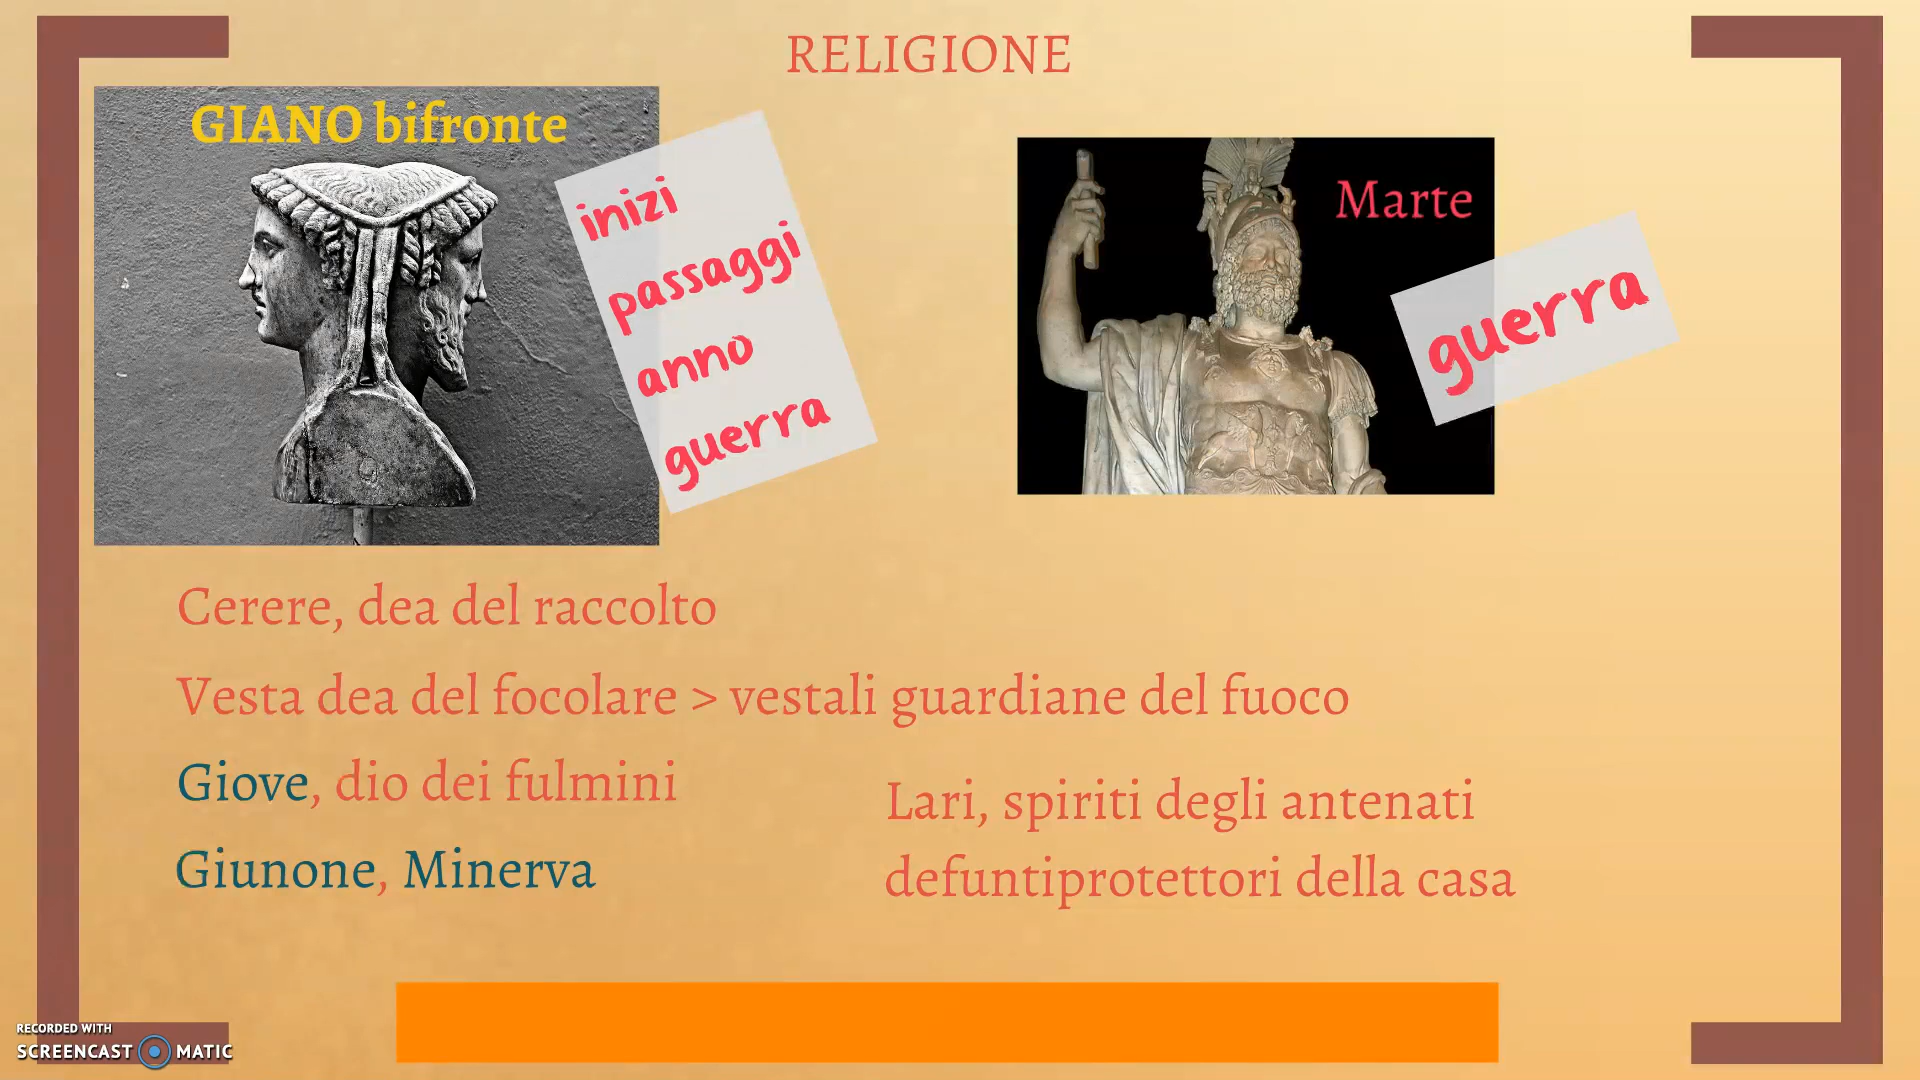 RELIGIONE
GIANO bifronte
inizi
passaggi
anno
guerra
Marte
guerra
Cerere, dea del raccolto
Vesta dea del focolare > vestali guardiane del fuoco
Giove, dio dei fulmini
Giunone, Minerva
Lari, spiriti degli antenati
defuntiprotettori della casa
RECORDED WITH
SCREENCAST MATIC